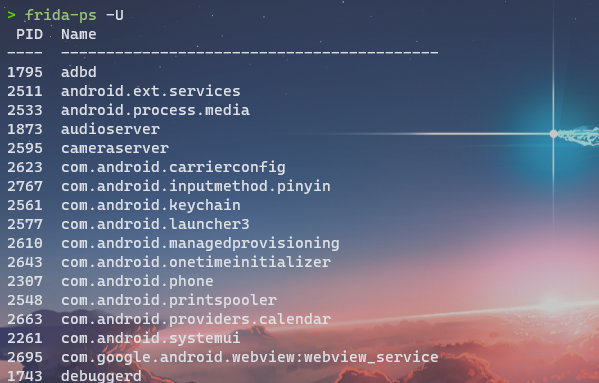 > frida-ps -U
 PID  Name
----  ------------------------------------------
1795  adbd
2511  android.ext.services
2533  android.process.media
1873  audioserver
2595  cameraserver
2623  com.android.carrierconfig
2767  com.android.inputmethod.pinyin
2561  com.android.keychain
2577  com.android.launcher3
2610  com.android.managedprovisioning
2643  com.android.onetimeinitializer
2307  com.android.phone
2548  com.android.printspooler
2663  com.android.providers.calendar
2261  com.android.systemui
2695  com.google.android.webview:webview_service
1743  debuggerd